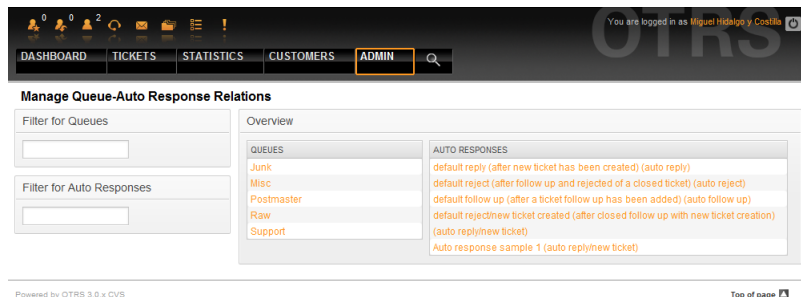 0 0 2
You are logged in as Miguel Hidalgo y Costilla
OTRS
DASHBOARD TICKETS STATISTICS CUSTOMERS ADMIN
Manage Queue-Auto Response Relations
Filter for Queues
Filter for Auto Responses
Overview
QUEUES
Junk
Misc
Postmaster
Raw
Support
AUTO RESPONSES
default reply (after new ticket has been created) (auto reply)
default reject (after follow up and rejected of a closed ticket) (auto reject)
default follow up (after a ticket follow up has been added) (auto follow up)
default reject/new ticket created (after closed follow up with new ticket creation)
(auto reply/new ticket)
Auto response sample 1 (auto reply/new ticket)
Powered by OTRS 3.0.x CVS
Top of page